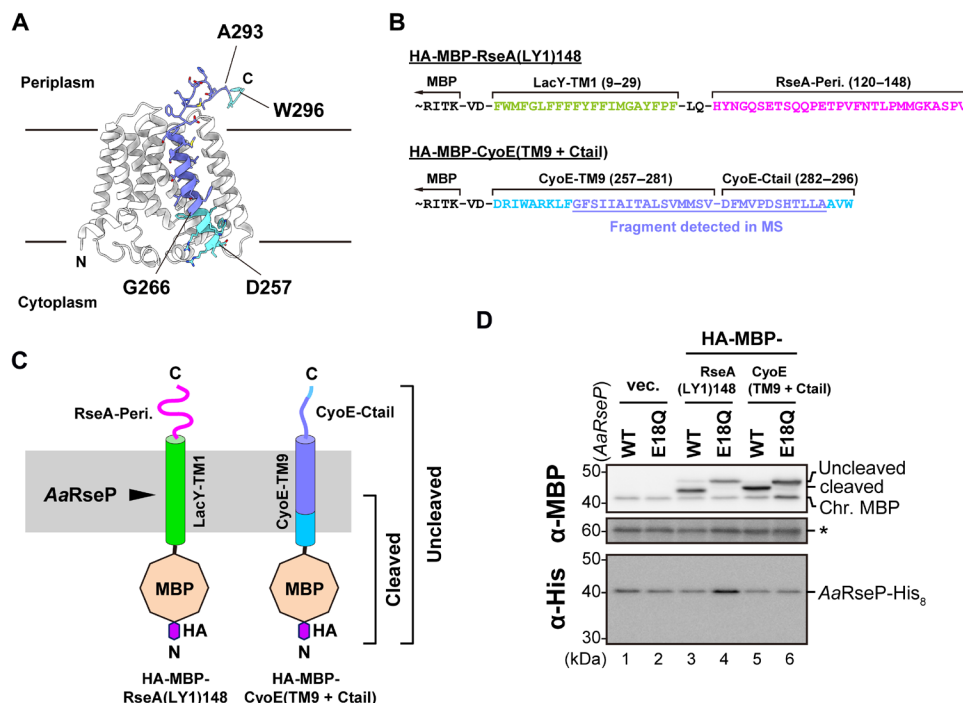 A
A293
Periplasm
C
W296
N
G266
D257
Cytoplasm
B
HA-MBP-RseA(LY1)148
MBP
LacY-TM1 (9–29)
RseA-Peri. (120–148)
~RITK-VD-FWMFGLFFFFYFFIMGAYFPF-LQ-HYNGQSETSQQPETPVFNTLPMMGKASPV
HA-MBP-CyoE(TM9 + Ctail)
MBP
CyoE-TM9 (257–281)
CyoE-Ctail (282–296)
~RITK-VD-DRIWARKLFGFSIIAITALSVMMSV-DFMVPDSHTLLAAVW
Fragment detected in MS
C
C
C
RseA-Peri.
CyoE-Ctail
AaRseP
LacY-TM1
CyoE-TM9
MBP
MBP
HA
HA
N
N
Cleaved
Uncleaved
HA-MBP-
RseA(LY1)148
HA-MBP-
CyoE(TM9 + Ctail)
D
HA-MBP-
vec.
RseA
(LY1)148
CyoE
(TM9 + Ctail)
(AaRseP)
WT
E18Q
WT
E18Q
WT
E18Q
α-MBP
50
40
60
Uncleaved
cleaved
Chr. MBP
*
α-His
50
40
30
AaRseP-His8
(kDa)
1 2 3 4 5 6